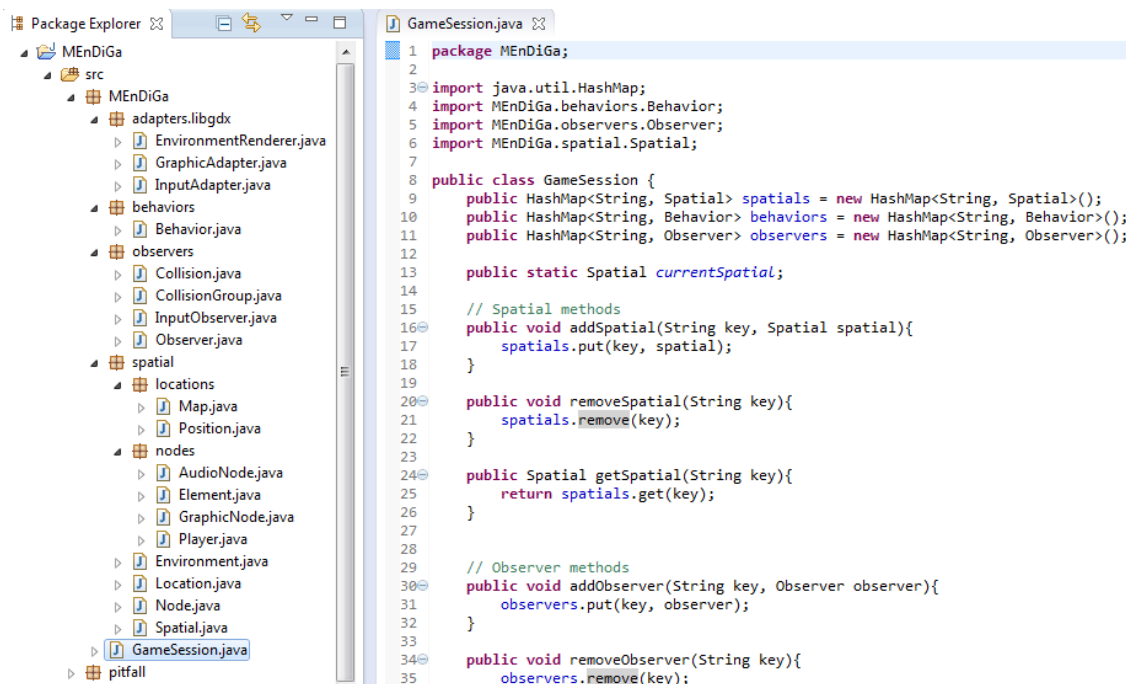 Package Explorer
MEnDiGa
src
MEnDiGa
adapters.libgdx
EnvironmentRenderer.java
GraphicAdapter.java
InputAdapter.java
behaviors
Behavior.java
observers
Collision.java
CollisionGroup.java
InputObserver.java
Observer.java
spatial
locations
Map.java
Position.java
nodes
AudioNode.java
Element.java
GraphicNode.java
Player.java
Environment.java
Location.java
Node.java
Spatial.java
GameSession.java
pitfall
GameSession.java
1 package MEnDiGa;
2
3 import java.util.HashMap;
4 import MEnDiGa.behaviors.Behavior;
5 import MEnDiGa.observers.Observer;
6 import MEnDiGa.spatial.Spatial;
7
8 public class GameSession {
9 public HashMap<String, Spatial> spatials = new HashMap<String, Spatial>();
10 public HashMap<String, Behavior> behaviors = new HashMap<String, Behavior>();
11 public HashMap<String, Observer> observers = new HashMap<String, Observer>();
12
13 public static Spatial currentSpatial;
14
15 // Spatial methods
16 public void addSpatial(String key, Spatial spatial){
17 spatials.put(key, spatial);
18 }
19
20 public void removeSpatial(String key){
21 spatials.remove(key);
22 }
23
24 public Spatial getSpatial(String key){
25 return spatials.get(key);
26 }
27
28
29 // Observer methods
30 public void addObserver(String key, Observer observer){
31 observers.put(key, observer);
32 }
33
34 public void removeObserver(String key){
35 observers.remove(key);